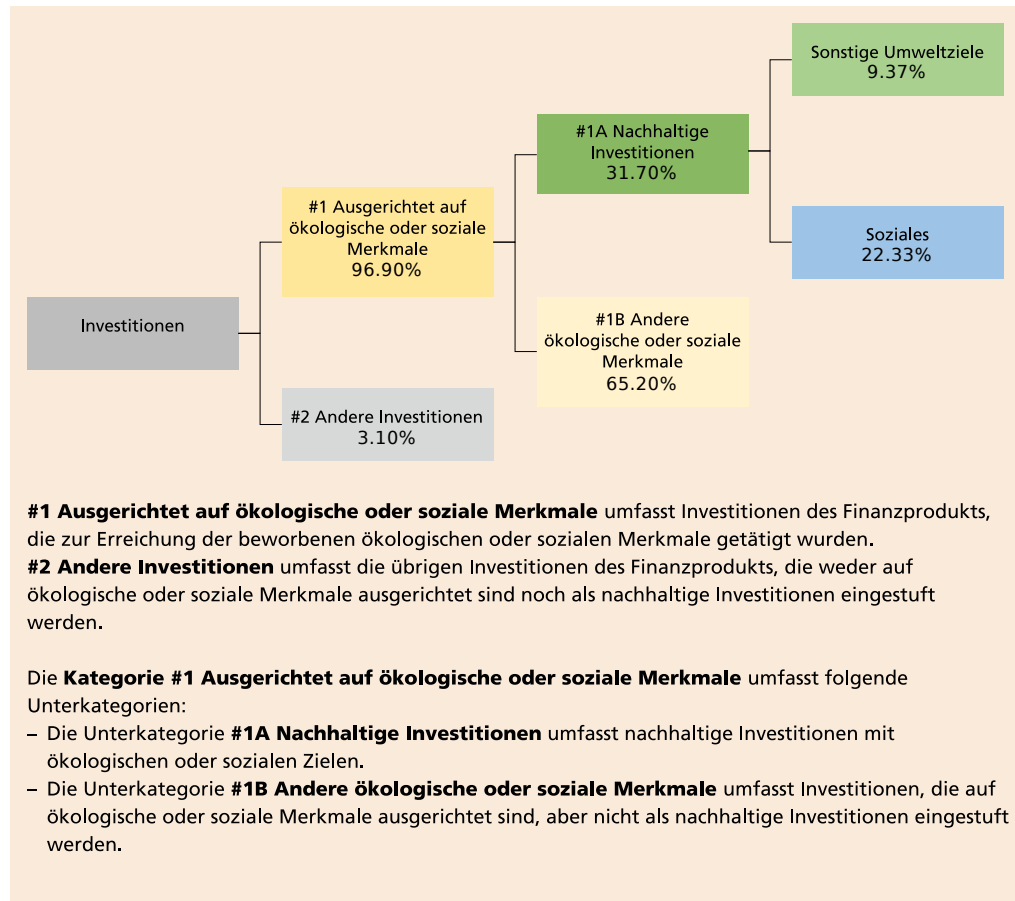 Sonstige Umweltziele
9.37%
#1A Nachhaltige
Investitionen
31.70%
#1 Ausgerichtet auf
ökologische oder soziale
Merkmale
96.90%
Soziales
22.33%
Investitionen
#1B Andere
ökologische oder soziale
Merkmale
65.20%
#2 Andere Investitionen
3.10%
#1 Ausgerichtet auf ökologische oder soziale Merkmale umfasst Investitionen des Finanzprodukts,
die zur Erreichung der beworbenen ökologischen oder sozialen Merkmale getätigt wurden.
#2 Andere Investitionen umfasst die übrigen Investitionen des Finanzprodukts, die weder auf
ökologische oder soziale Merkmale ausgerichtet sind noch als nachhaltige Investitionen eingestuft
werden.
Die Kategorie #1 Ausgerichtet auf ökologische oder soziale Merkmale umfasst folgende
Unterkategorien:
– Die Unterkategorie #1A Nachhaltige Investitionen umfasst nachhaltige Investitionen mit
ökologischen oder sozialen Zielen.
– Die Unterkategorie #1B Andere ökologische oder soziale Merkmale umfasst Investitionen, die auf
ökologische oder soziale Merkmale ausgerichtet sind, aber nicht als nachhaltige Investitionen eingestuft
werden.